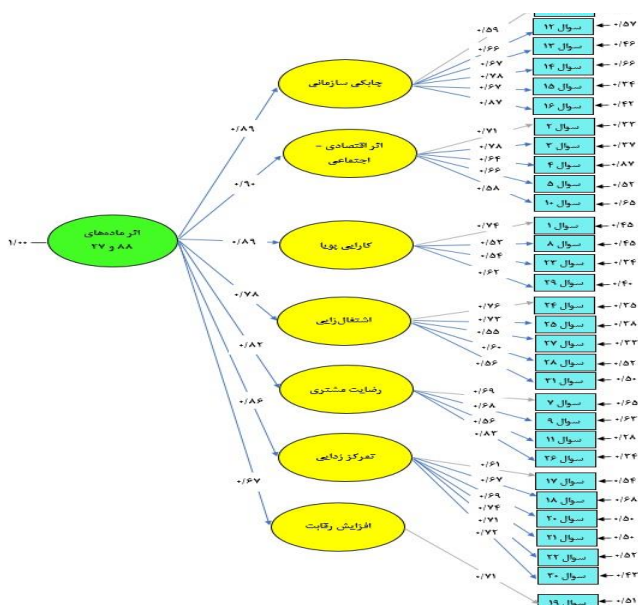 ۰/۵۹
سوال ۱۲
۰/۵۷
۰/۶۶
سوال ۱۳
۰/۴۶
۰/۶۷
سوال ۱۴
۰/۶۶
۰/۷۸
سوال ۱۵
۰/۳۴
۰/۶۷
سوال ۱۶
۰/۴۲
۰/۸۷
چابکی سازمانی
۰/۸۹
سوال ۲
۰/۳۳
۰/۷۱
سوال ۳
۰/۳۷
۰/۷۸
سوال ۴
۰/۸۷
۰/۶۴
سوال ۵
۰/۵۲
۰/۶۶
سوال ۱۰
۰/۶۵
۰/۵۸
اثر اقتصادی -
اجتماعی
۰/۹۰
سوال ۱
۰/۴۵
۰/۷۴
سوال ۸
۰/۴۵
۰/۵۳
سوال ۲۳
۰/۳۴
۰/۵۴
سوال ۲۹
۰/۴۰
۰/۶۲
کارایی پویا
۰/۸۹
اثر ماده‌های
۸۸ و ۲۷
۱/۰۰
سوال ۲۴
۰/۳۵
۰/۷۶
سوال ۲۵
۰/۳۸
۰/۷۳
سوال ۲۷
۰/۳۳
۰/۵۵
سوال ۲۸
۰/۵۲
۰/۶۰
سوال ۳۱
۰/۵۰
۰/۵۶
اشتغال‌زایی
۰/۷۸
سوال ۷
۰/۶۵
۰/۶۹
سوال ۹
۰/۶۳
۰/۶۸
سوال ۱۱
۰/۲۸
۰/۵۶
سوال ۲۶
۰/۳۴
۰/۸۳
رضایت مشتری
۰/۸۲
سوال ۱۷
۰/۵۴
۰/۶۱
سوال ۱۸
۰/۶۸
۰/۶۷
سوال ۲۰
۰/۵۰
۰/۶۹
سوال ۲۱
۰/۵۰
۰/۷۴
سوال ۲۲
۰/۵۲
۰/۷۱
سوال ۳۰
۰/۴۳
۰/۷۲
تمرکز زدایی
۰/۸۶
افزایش رقابت
۰/۶۷
۰/۷۱
سوال ۱۹
۰/۵۱